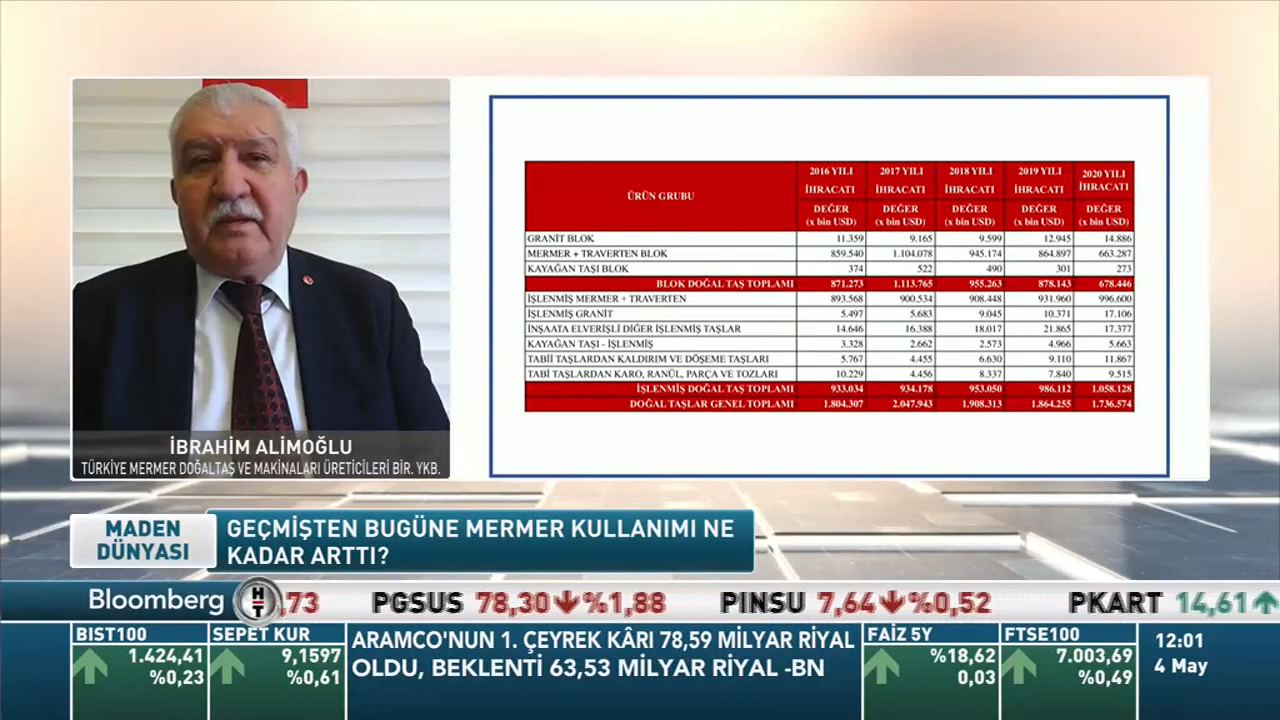 ÜRÜN GRUBU
2016 YILI İHRACATI 2017 YILI İHRACATI 2018 YILI İHRACATI 2019 YILI İHRACATI 2020 YILI İHRACATI
DEĞER (x bin USD) DEĞER (x bin USD) DEĞER (x bin USD) DEĞER (x bin USD) DEĞER (x bin USD)
GRANİT BLOK 11.359 9.165 9.599 12.945 14.886
MERMER + TRAVERTEN BLOK 859.540 1.104.078 945.174 864.897 663.287
KAYAĞAN TAŞI BLOK 374 522 490 301 273
BLOK DOĞAL TAŞ TOPLAMI 871.273 1.113.765 955.263 878.143 678.446
İŞLENMİŞ MERMER + TRAVERTEN 893.568 900.534 908.448 931.960 996.600
İŞLENMİŞ GRANİT 5.497 5.683 9.045 10.371 17.106
İNŞAATA ELVERİŞLİ DİĞER İŞLENMİŞ TAŞLAR 14.646 16.388 18.017 21.865 17.377
KAYAĞAN TAŞI - İŞLENMİŞ 3.328 2.662 2.573 4.966 5.663
TABİİ TAŞLARDAN KALDIRIM VE DÖŞEME TAŞLARI 5.767 4.455 6.630 9.110 11.867
TABİ TAŞLARDAN KARO, RANÜL, PARÇA VE TOZLARI 10.229 4.456 8.337 7.840 9.515
İŞLENMİŞ DOĞAL TAŞ TOPLAMI 933.034 934.178 953.050 986.112 1.058.128
DOĞAL TAŞLAR GENEL TOPLAMI 1.804.307 2.047.943 1.908.313 1.864.255 1.736.574
İBRAHİM ALİMOĞLU
TÜRKİYE MERMER DOĞALTAŞ VE MAKİNALARI ÜRETİCİLERİ BİR. YKB.
MADEN
DÜNYASI
GEÇMİŞTEN BUGÜNE MERMER KULLANIMI NE
KADAR ARTTI?
Bloomberg HT ,73 PGSUS 78,30 %1,88 PINSU 7,64 %0,52 PKART 14,61
BIST100
1.424,41
%0,23
SEPET KUR
9,1597
%0,61
ARAMCO'NUN 1. ÇEYREK KÂRI 78,59 MİLYAR RİYAL
OLDU, BEKLENTİ 63,53 MİLYAR RİYAL -BN
FAİZ 5Y
%18,62
0,03
FTSE100
7.003,69
%0,49
12:01
4 May